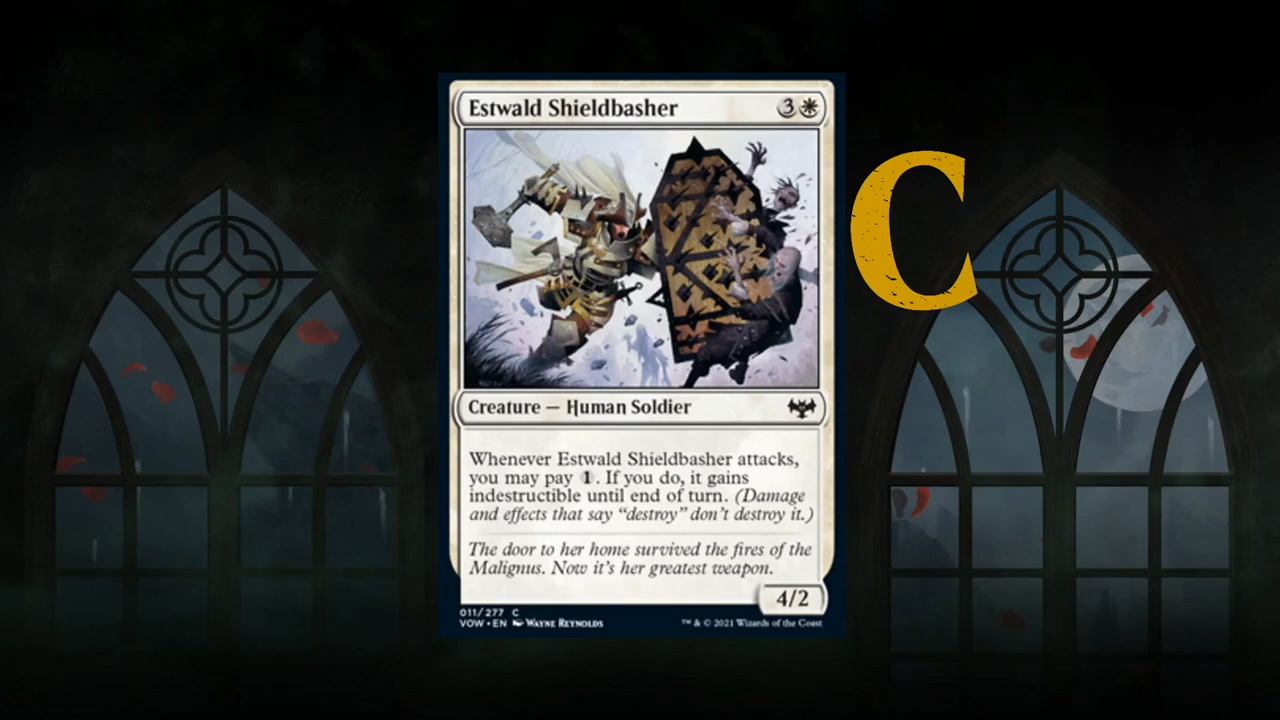 Estwald Shieldbasher 3
C
Creature — Human Soldier
Whenever Estwald Shieldbasher attacks,
you may pay 1. If you do, it gains
indestructible until end of turn. (Damage
and effects that say “destroy” don’t destroy it.)
The door to her home survived the fires of the
Malignus. Now it’s her greatest weapon.
4/2
011/277 C
VOW • EN Wayne Reynolds
™ & © 2021 Wizards of the Coast